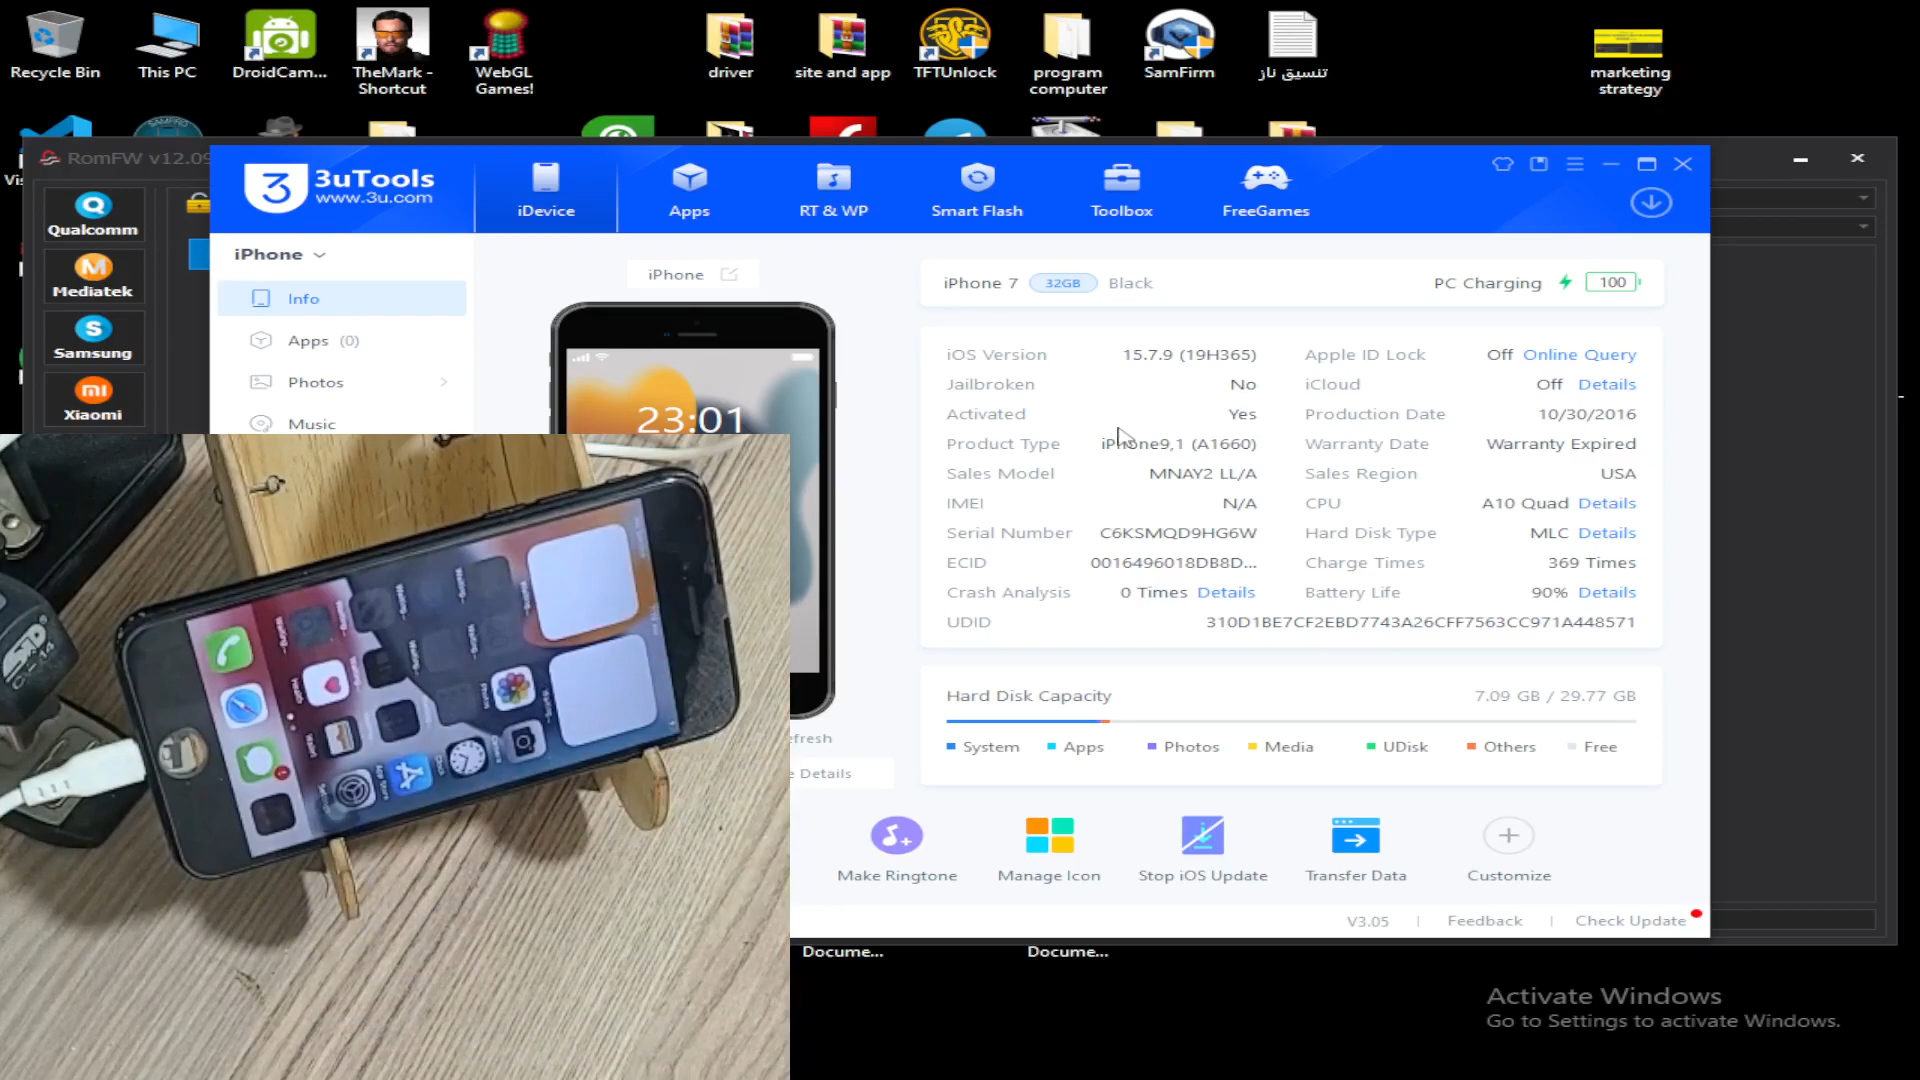 Recycle Bin
This PC
DroidCam...
TheMark -
Shortcut
WebGL
Games!
driver
site and app
TFTUnlock
program
computer
SamFirm
تنسيق ناز
marketing
strategy
RomFW v12.09
Qualcomm
Mediatek
Samsung
Xiaomi
3uTools
www.3u.com
iDevice
Apps
RT & WP
Smart Flash
Toolbox
FreeGames
iPhone
Info
Apps (0)
Photos
Music
iPhone
23:01
iPhone 7 32GB Black
PC Charging 100
iOS Version 15.7.9 (19H365)
Apple ID Lock Off Online Query
Jailbroken No
iCloud Off Details
Activated Yes
Production Date 10/30/2016
Product Type iPhone9,1 (A1660)
Warranty Date Warranty Expired
Sales Model MNAY2 LL/A
Sales Region USA
IMEI N/A
CPU A10 Quad Details
Serial Number C6KSMQD9HG6W
Hard Disk Type MLC Details
ECID 0016496018DB8D...
Charge Times 369 Times
Crash Analysis 0 Times Details
Battery Life 90% Details
UDID 310D1BE7CF2EBD7743A26CFF7563CC971A448571
Hard Disk Capacity 7.09 GB / 29.77 GB
System Apps Photos Media UDisk Others Free
efresh
e Details
Make Ringtone
Manage Icon
Stop iOS Update
Transfer Data
Customize
V3.05
Feedback
Check Update
Docume...
Docume...
Activate Windows
Go to Settings to activate Windows.